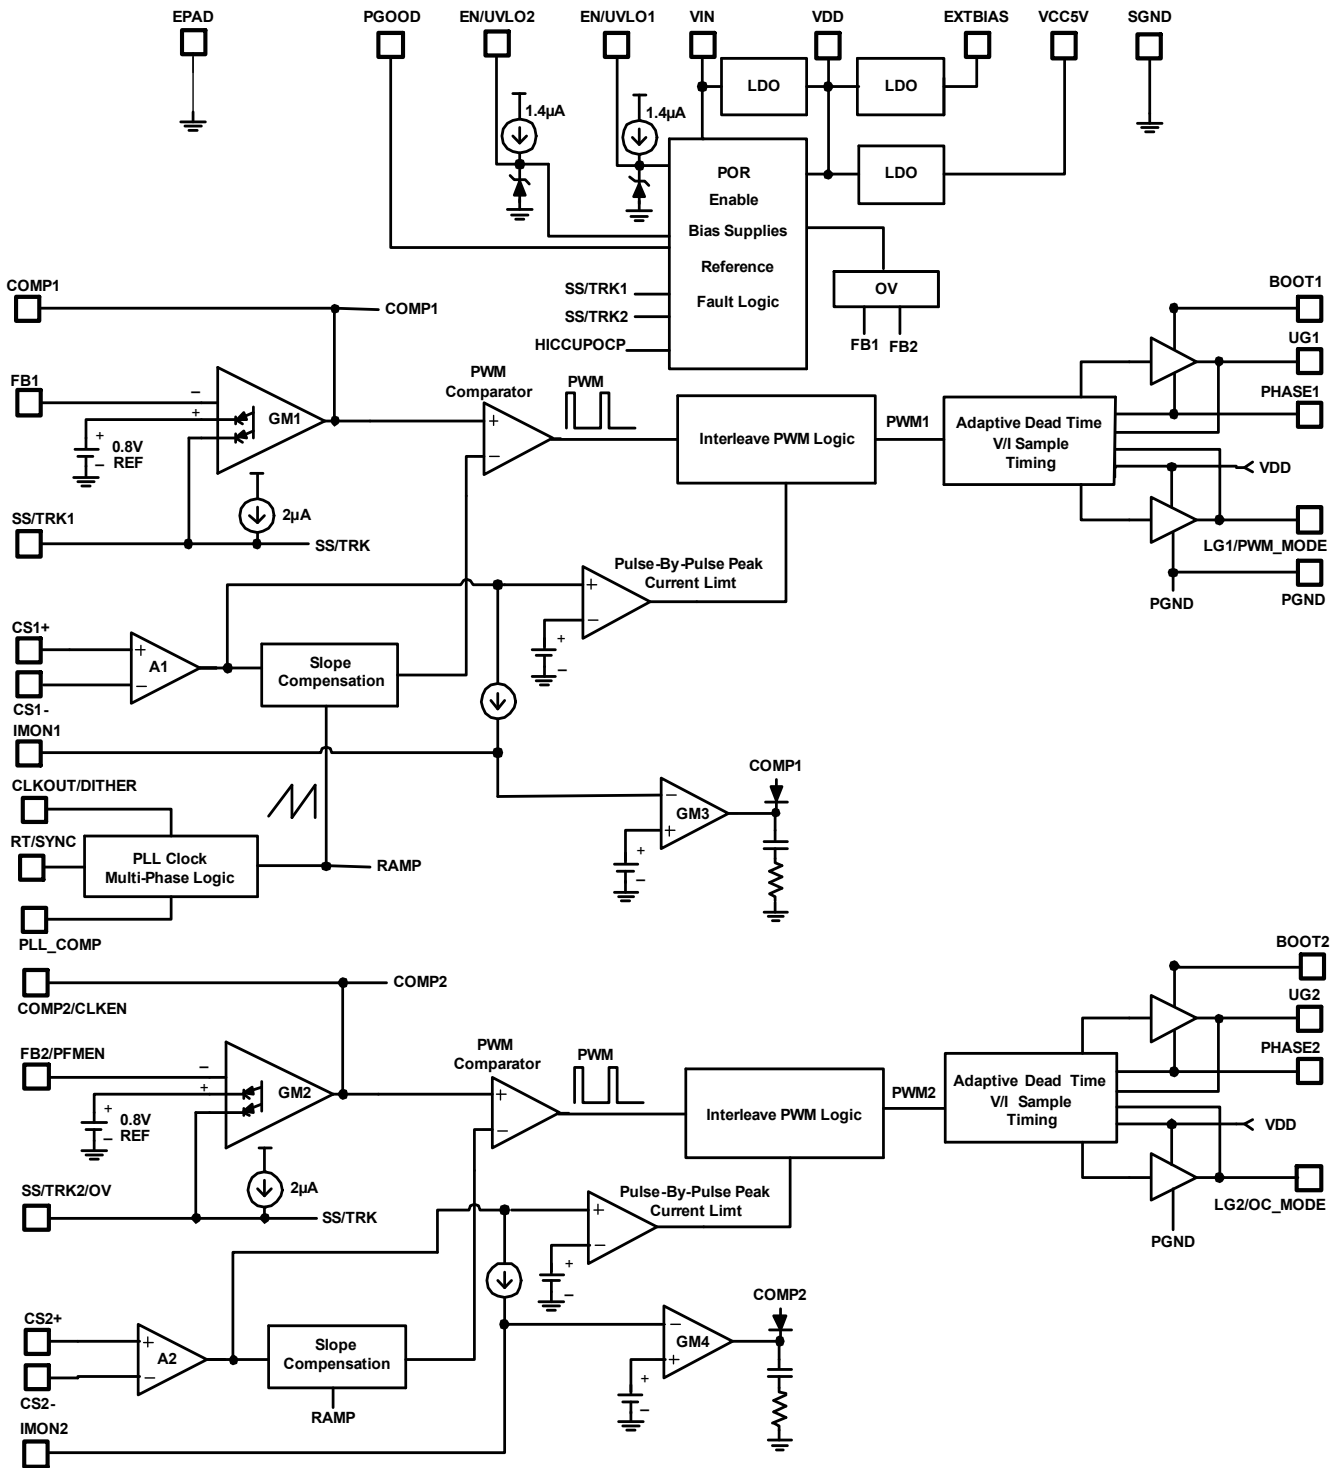 EPAD
PGOOD
EN/UVLO2
EN/UVLO1
VIN
VDD
EXTBIAS
VCC5V
SGND
1.4µA
1.4µA
LDO
LDO
LDO
POR
Enable
Bias Supplies
Reference
Fault Logic
OV
FB1
FB2
SS/TRK1
SS/TRK2
HICCUPOCP
COMP1
COMP1
FB1
−
+
GM1
+
−
0.8V
REF
2µA
SS/TRK1
SS/TRK
PWM
Comparator
+
−
PWM
Interleave PWM Logic
PWM1
Adaptive Dead Time
V/I Sample
Timing
BOOT1
UG1
PHASE1
VDD
LG1/PWM_MODE
PGND
PGND
Pulse-By-Pulse Peak
Current Limt
+
−
+
−
CS1+
+
−
A1
CS1-
Slope
Compensation
IMON1
CLKOUT/DITHER
RT/SYNC
PLL Clock
Multi-Phase Logic
RAMP
PLL_COMP
COMP1
−
+
GM3
+
−
COMP2
COMP2/CLKEN
FB2/PFMEN
−
+
GM2
+
−
0.8V
REF
2µA
SS/TRK2/OV
SS/TRK
PWM
Comparator
+
−
PWM
Interleave PWM Logic
PWM2
Adaptive Dead Time
V/I Sample
Timing
BOOT2
UG2
PHASE2
VDD
LG2/OC_MODE
PGND
Pulse-By-Pulse Peak
Current Limt
+
−
+
−
CS2+
+
−
A2
CS2-
Slope
Compensation
RAMP
IMON2
COMP2
−
+
GM4
+
−